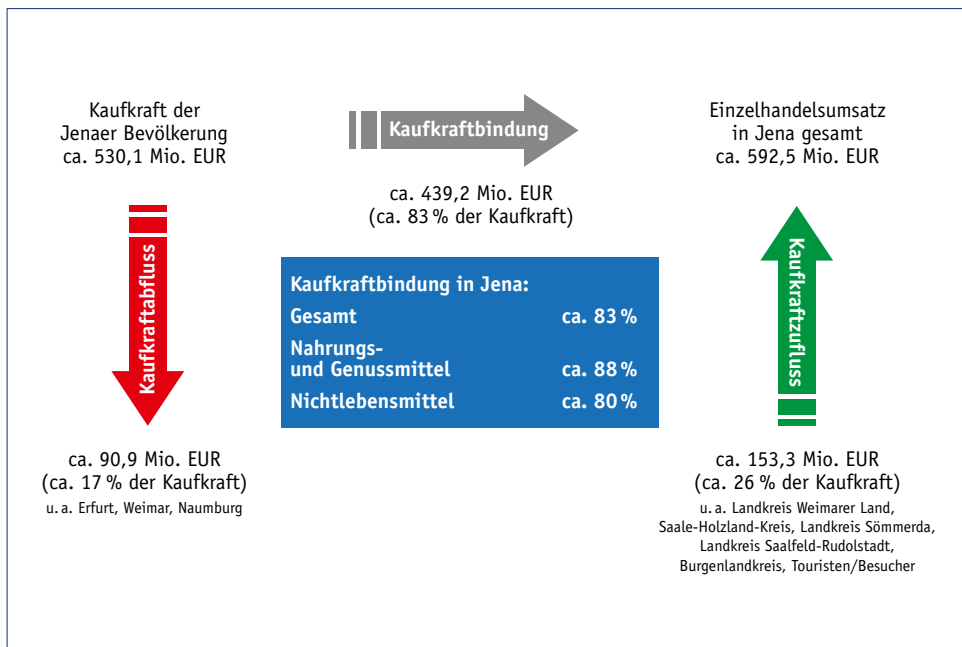 Kaufkraft der
Jenaer Bevölkerung
ca. 530,1 Mio. EUR
Kaufkraftbindung
ca. 439,2 Mio. EUR
(ca. 83 % der Kaufkraft)
Einzelhandelsumsatz
in Jena gesamt
ca. 592,5 Mio. EUR
Kaufkraftabfluss
Kaufkraftbindung in Jena:
Gesamt ca. 83 %
Nahrungs-
und Genussmittel ca. 88 %
Nichtlebensmittel ca. 80 %
Kaufkraftzufluss
ca. 90,9 Mio. EUR
(ca. 17 % der Kaufkraft)
u. a. Erfurt, Weimar, Naumburg
ca. 153,3 Mio. EUR
(ca. 26 % der Kaufkraft)
u. a. Landkreis Weimarer Land,
Saale-Holzland-Kreis, Landkreis Sömmerda,
Landkreis Saalfeld-Rudolstadt,
Burgenlandkreis, Touristen/Besucher